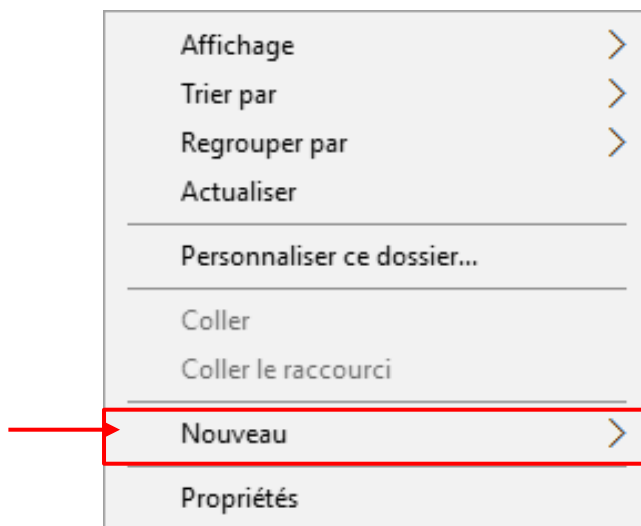 Affichage
Trier par
Regrouper par
Actualiser
Personnaliser ce dossier...
Coller
Coller le raccourci
Nouveau
Propriétés